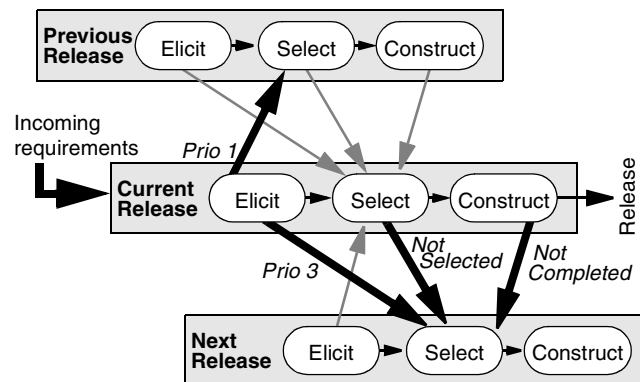 Previous
Release
Elicit
Select
Construct
Incoming
requirements
Prio 1
Current
Release
Elicit
Select
Construct
Release
Prio 3
Not
Selected
Not
Completed
Next
Release
Elicit
Select
Construct